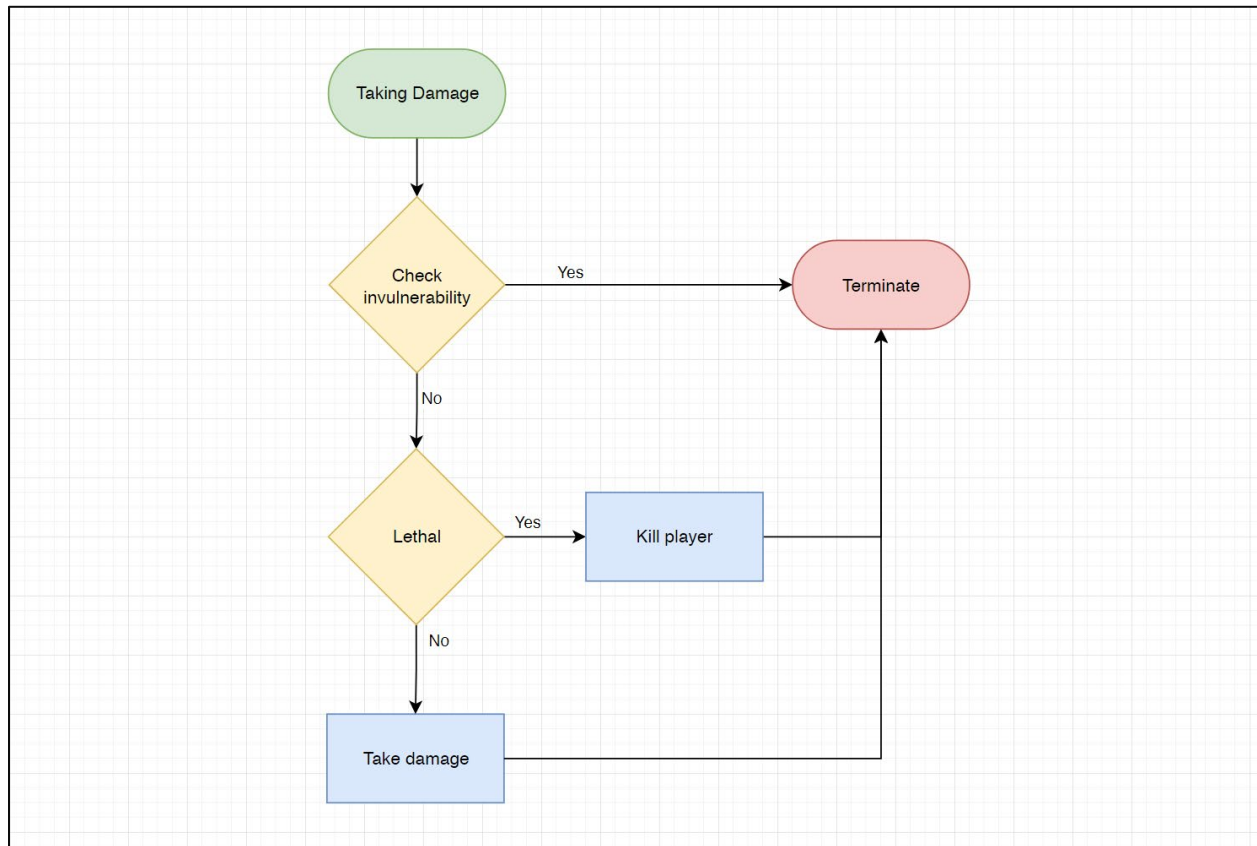 Taking Damage
Check
invulnerability
Yes
Terminate
No
Lethal
Yes
Kill player
No
Take damage